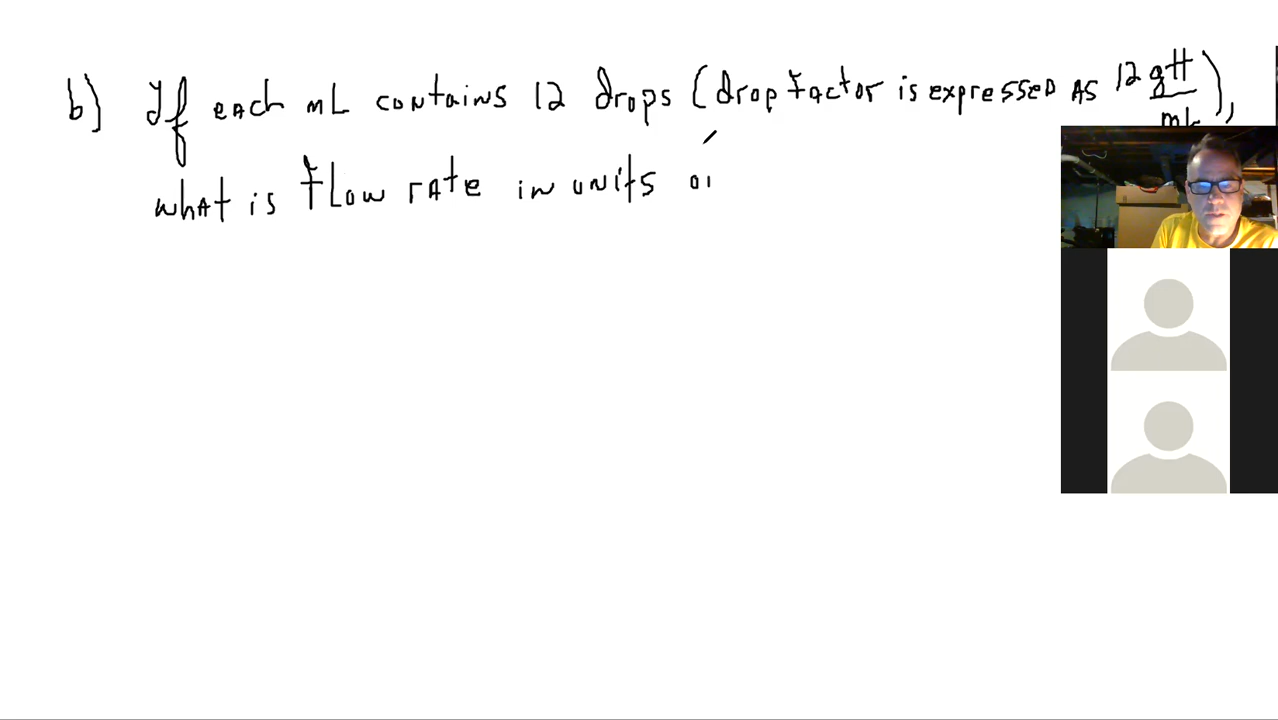 b) If each mL contains 12 drops (drop factor is expressed as 12 gtt/mL),
what is flow rate in units o